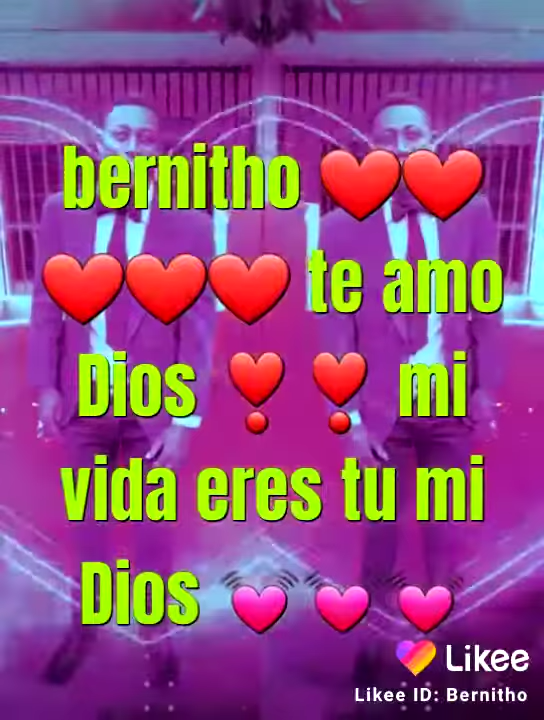 bernitho ❤️❤️
❤️❤️❤️ te amo
Dios ❣️ ❣️ mi
vida eres tu mi
Dios 💓 💓 💓
Likee
Likee ID: Bernitho